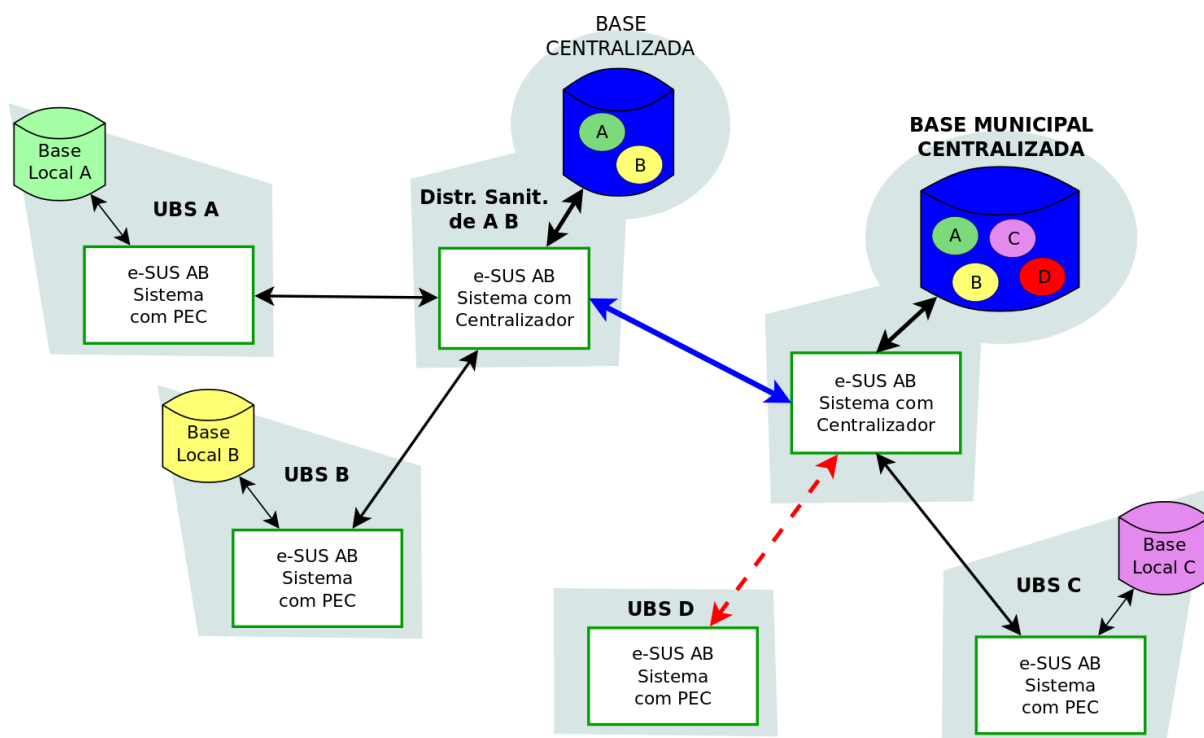 BASE
CENTRALIZADA
A
B
BASE MUNICIPAL
CENTRALIZADA
A
C
B
D
Base
Local A
UBS A
e-SUS AB
Sistema
com PEC
Distr. Sanit.
de A B
e-SUS AB
Sistema com
Centralizador
e-SUS AB
Sistema com
Centralizador
Base
Local B
UBS B
e-SUS AB
Sistema
com PEC
UBS D
e-SUS AB
Sistema
com PEC
Base
Local C
UBS C
e-SUS AB
Sistema
com PEC